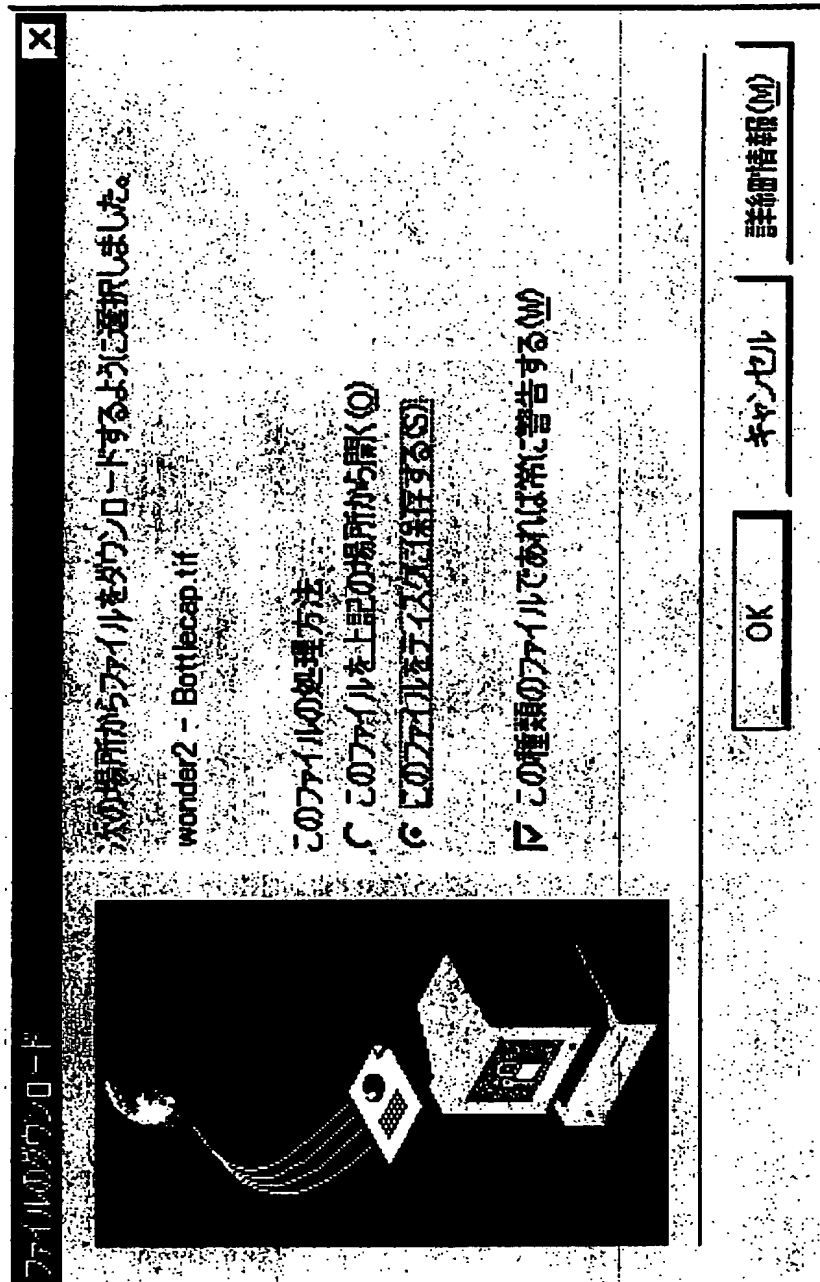 ファイルのダウンロード
次の場所からファイルをダウンロードするように選択しました。
wonder2 - Bottlecap.tif
このファイルの処理方法
このファイルを上記の場所から開く(O)
このファイルをディスクに保存する(S)
この種類のファイルであれば常に警告する(W)
OK
キャンセル
詳細情報(M)